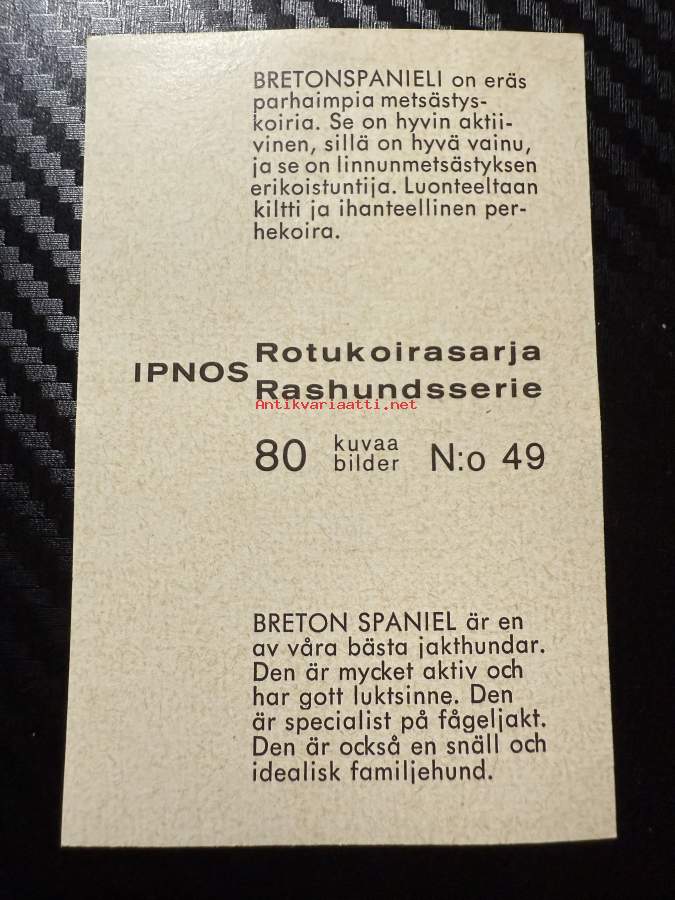 BRETONSPANIELI on eräs
parhaimpia metsästys-
koiria. Se on hyvin aktii-
vinen, sillä on hyvä vainu,
ja se on linnunmetsästyksen
erikoistuntija. Luonteeltaan
kiltti ja ihanteellinen per-
hekoira.
IPNOS Rotukoirasarja
Rashundsserie
Antikvariaatti.net
80 kuvaa
bilder N:o 49
BRETON SPANIEL är en
av våra bästa jakthundar.
Den är mycket aktiv och
har gott luktsinne. Den
är specialist på fågeljakt.
Den är också en snäll och
idealisk familjehund.